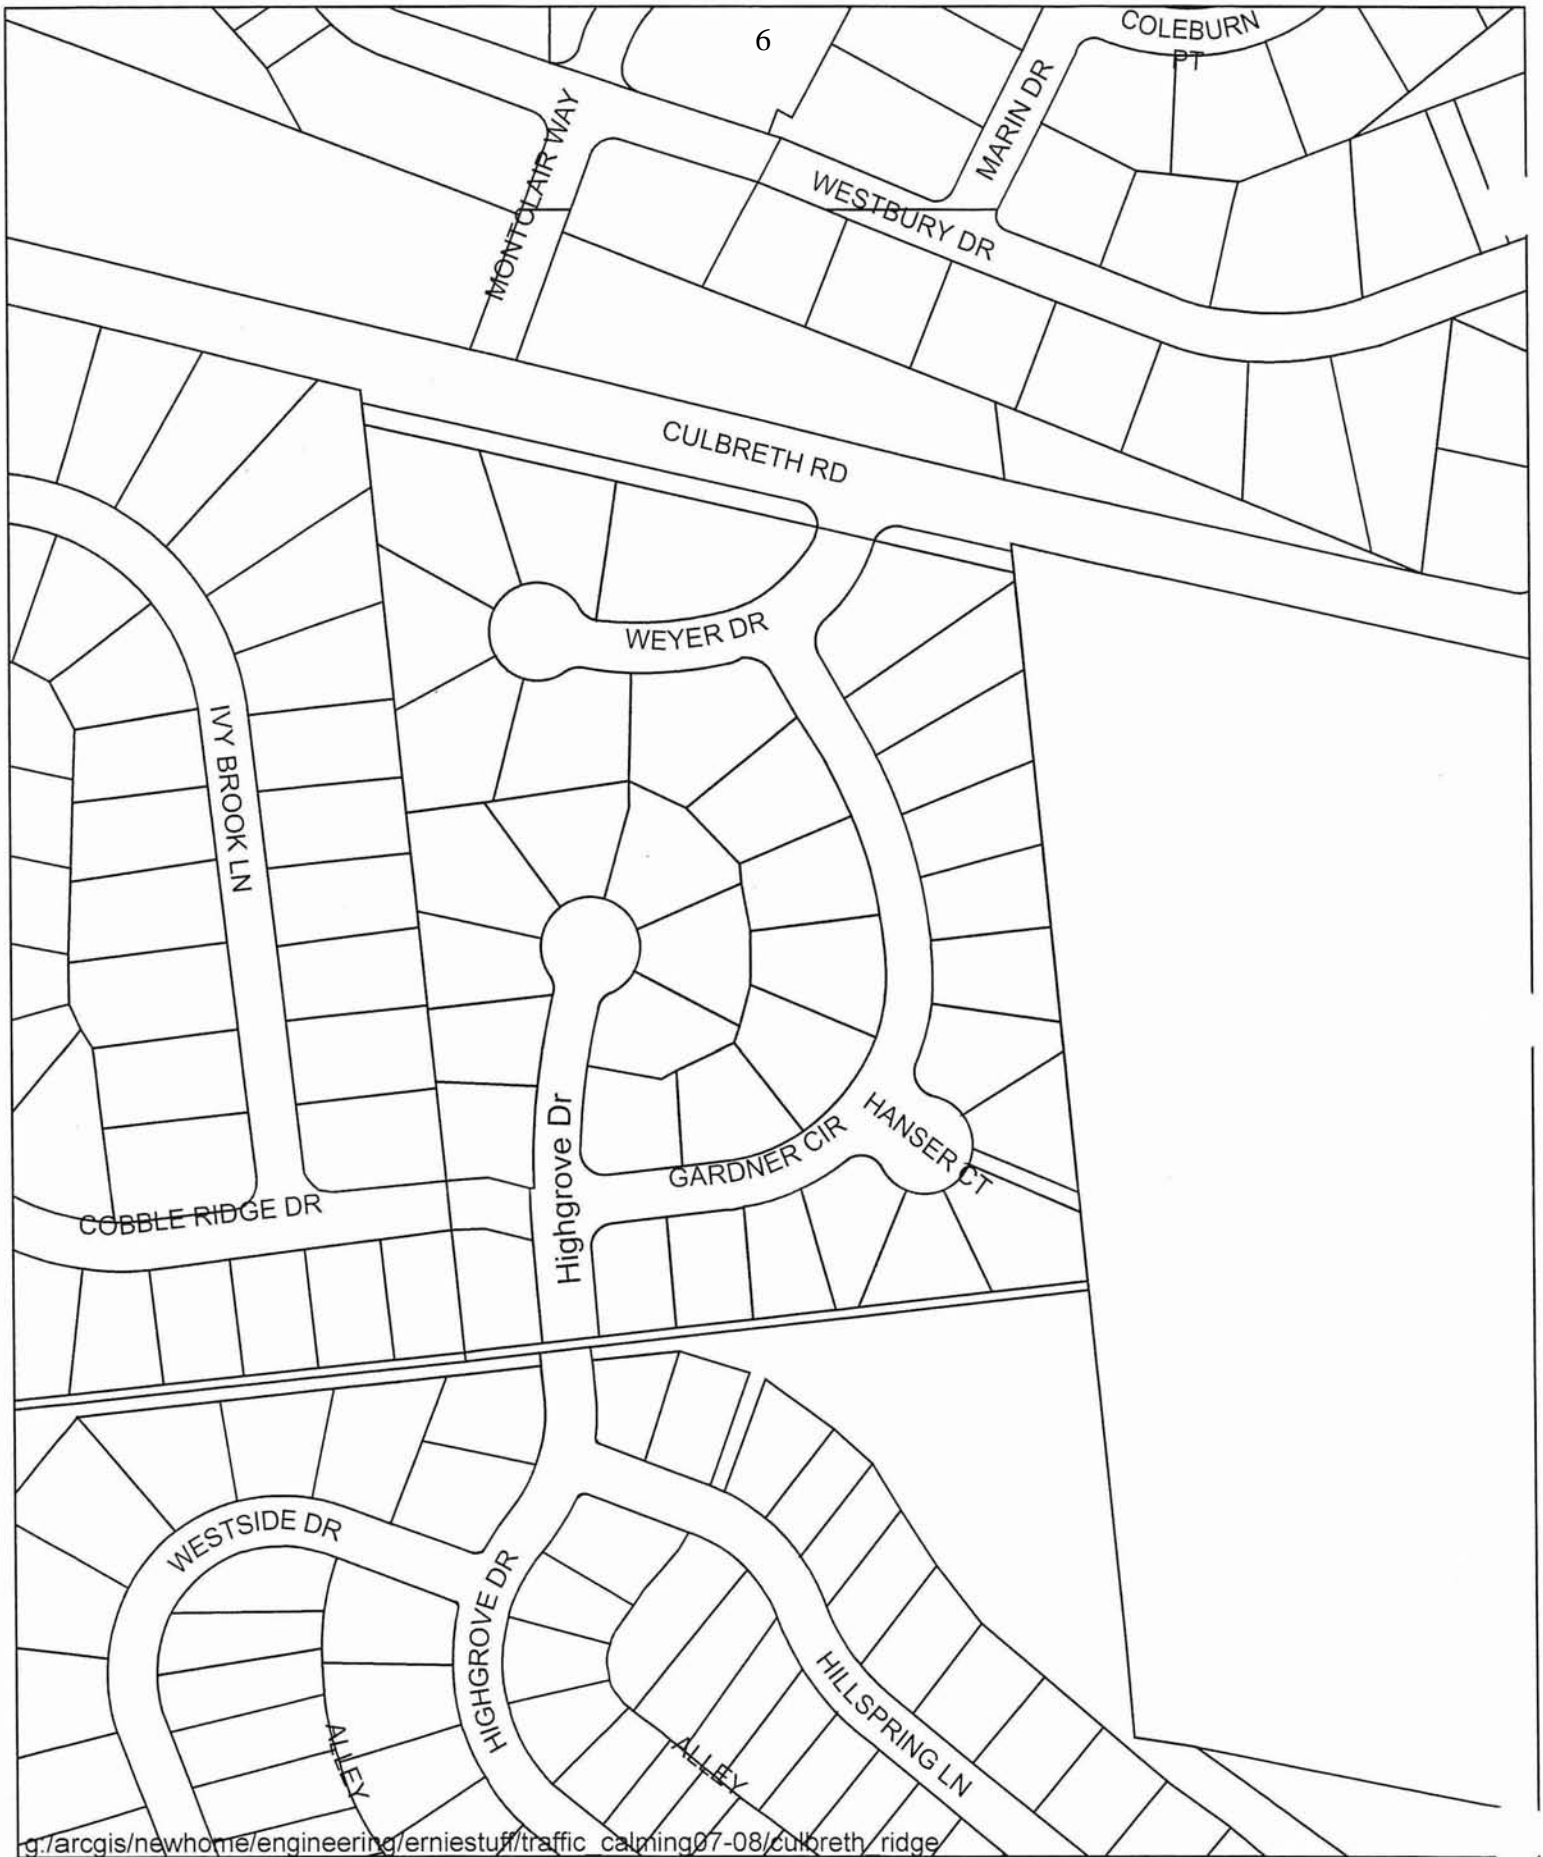 6
COLEBURN
PT
MARIN DR
MONTCLAIR WAY
WESTBURY DR
CULBRETH RD
WEYER DR
IVY BROOK LN
HANSER CT
GARDNER CIR
Highgrove Dr
COBBLE RIDGE DR
WESTSIDE DR
HIGHGROVE DR
HILLSPRING LN
ALLEY
ALLEY
g:/arcgis/newhome/engineering/erniestuff/traffic_calming07-08/culbreth_ridge